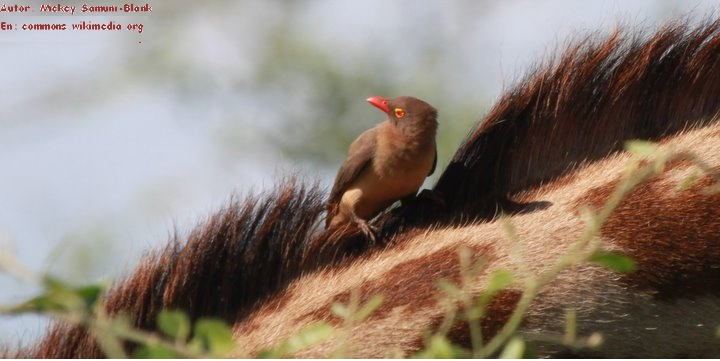 Autor: Mckey Samuni-Blank
En: commons wikimedia org